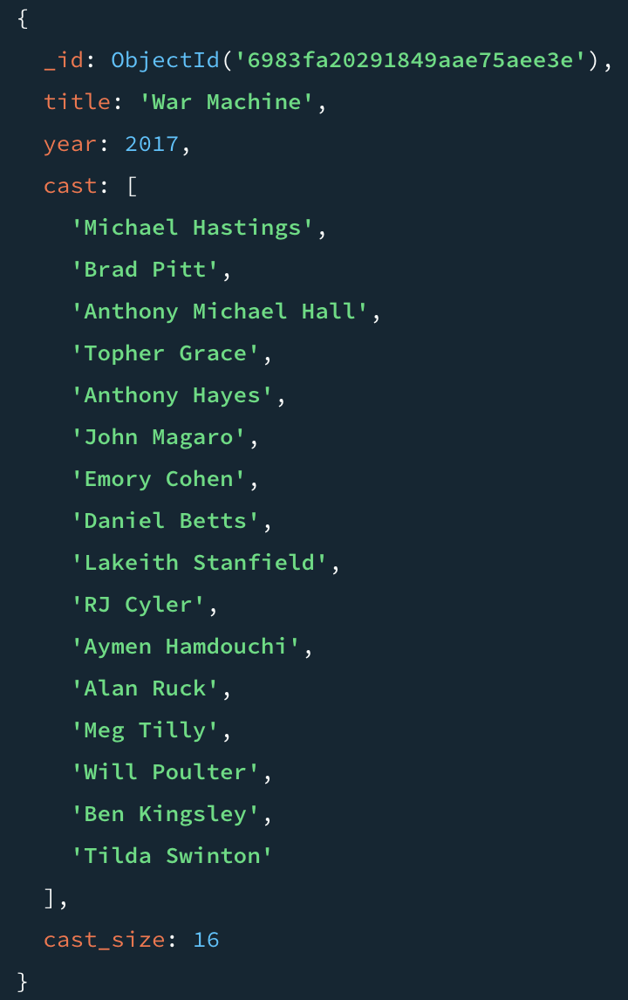 {
_id: ObjectId('6983fa20291849aae75aee3e'),
title: 'War Machine',
year: 2017,
cast: [
'Michael Hastings',
'Brad Pitt',
'Anthony Michael Hall',
'Topher Grace',
'Anthony Hayes',
'John Magaro',
'Emory Cohen',
'Daniel Betts',
'Lakeith Stanfield',
'RJ Cyler',
'Aymen Hamdouchi',
'Alan Ruck',
'Meg Tilly',
'Will Poulter',
'Ben Kingsley',
'Tilda Swinton'
],
cast_size: 16
}